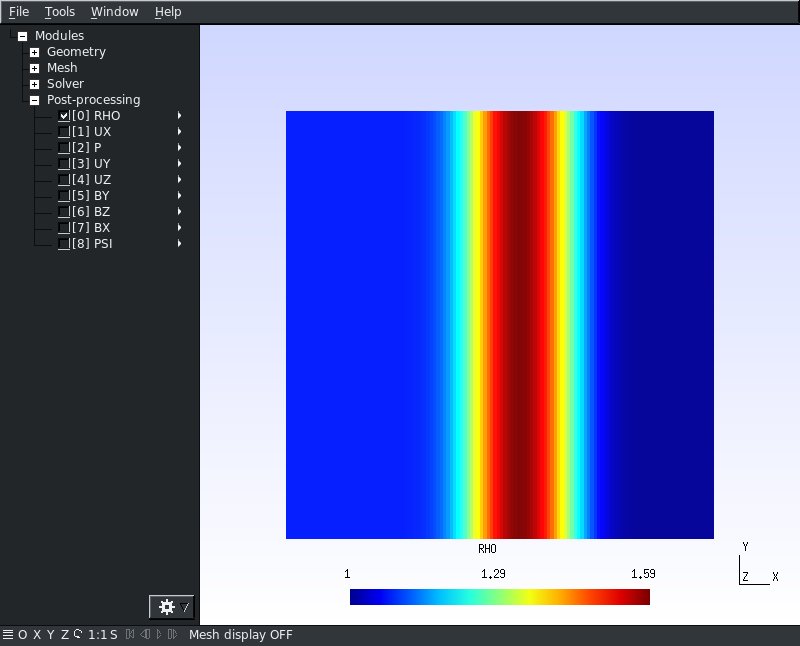 File Tools Window Help
Modules
Geometry
Mesh
Solver
Post-processing
[0] RHO
[1] UX
[2] P
[3] UY
[4] UZ
[5] BY
[6] BZ
[7] BX
[8] PSI
RHO
1 1.29 1.59
Y
Z X
O X Y Z 1:1 S Mesh display OFF